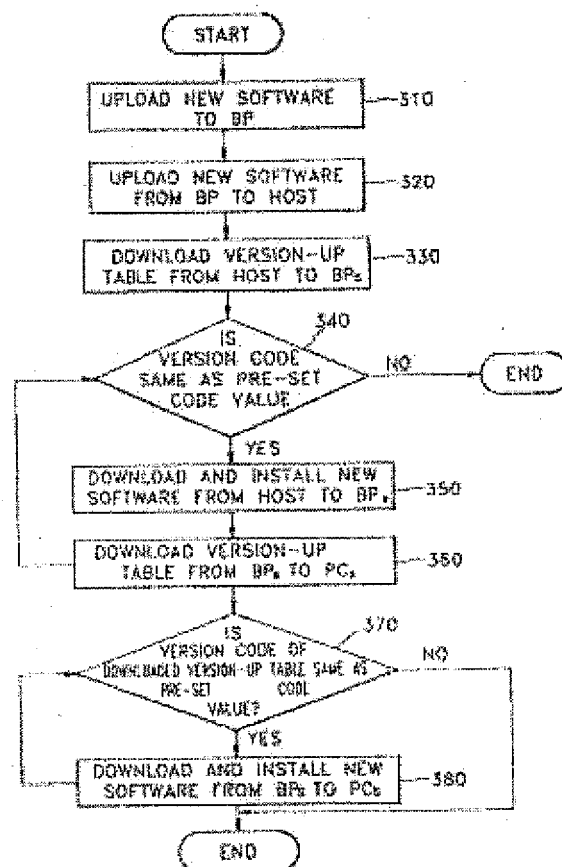 START
UPLOAD NEW SOFTWARE
TO BP
310
UPLOAD NEW SOFTWARE
FROM BP TO HOST
320
DOWNLOAD VERSION-UP
TABLE FROM HOST TO BPs
330
340
IS
VERSION CODE
SAME AS PRE-SET
CODE VALUE
NO
END
YES
DOWNLOAD AND INSTALL NEW
SOFTWARE FROM HOST TO BPs
350
DOWNLOAD VERSION-UP
TABLE FROM BPs TO PCs
360
370
IS
VERSION CODE OF
DOWNLOADED VERSION-UP TABLE SAME AS
PRE-SET CODE
VALUE?
NO
YES
DOWNLOAD AND INSTALL NEW
SOFTWARE FROM BPs TO PCs
380
END